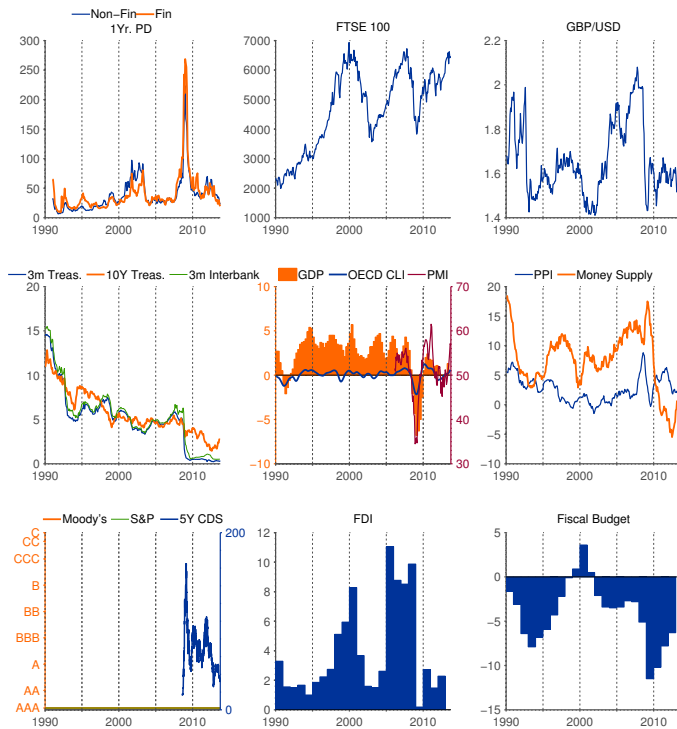 Non−Fin Fin
1Yr. PD
300
250
200
150
100
50
0
1990 2000 2010
FTSE 100
7000
6000
5000
4000
3000
2000
1000
1990 2000 2010
GBP/USD
2.2
2
1.8
1.6
1.4
1990 2000 2010
3m Treas. 10Y Treas. 3m Interbank
20
15
10
5
0
1990 2000 2010
GDP OECD CLI PMI
10
5
0
−5
−10
70
60
50
40
30
1990 2000 2010
PPI Money Supply
20
15
10
5
0
−5
−10
1990 2000 2010
Moody's S&P 5Y CDS
C
CC
CCC
B
BB
BBB
A
AA
AAA
200
0
1990 2000 2010
FDI
12
10
8
6
4
2
0
1990 2000 2010
Fiscal Budget
5
0
−5
−10
−15
1990 2000 2010